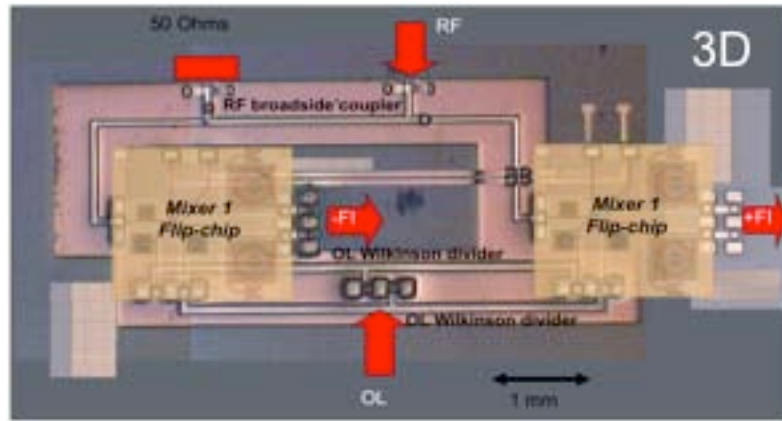 50 Ohms
RF
3D
RF broadside coupler
Mixer 1
Flip-chip
-FI
Mixer 1
Flip-chip
+FI
OL Wilkinson divider
OL Wilkinson divider
OL
1 mm